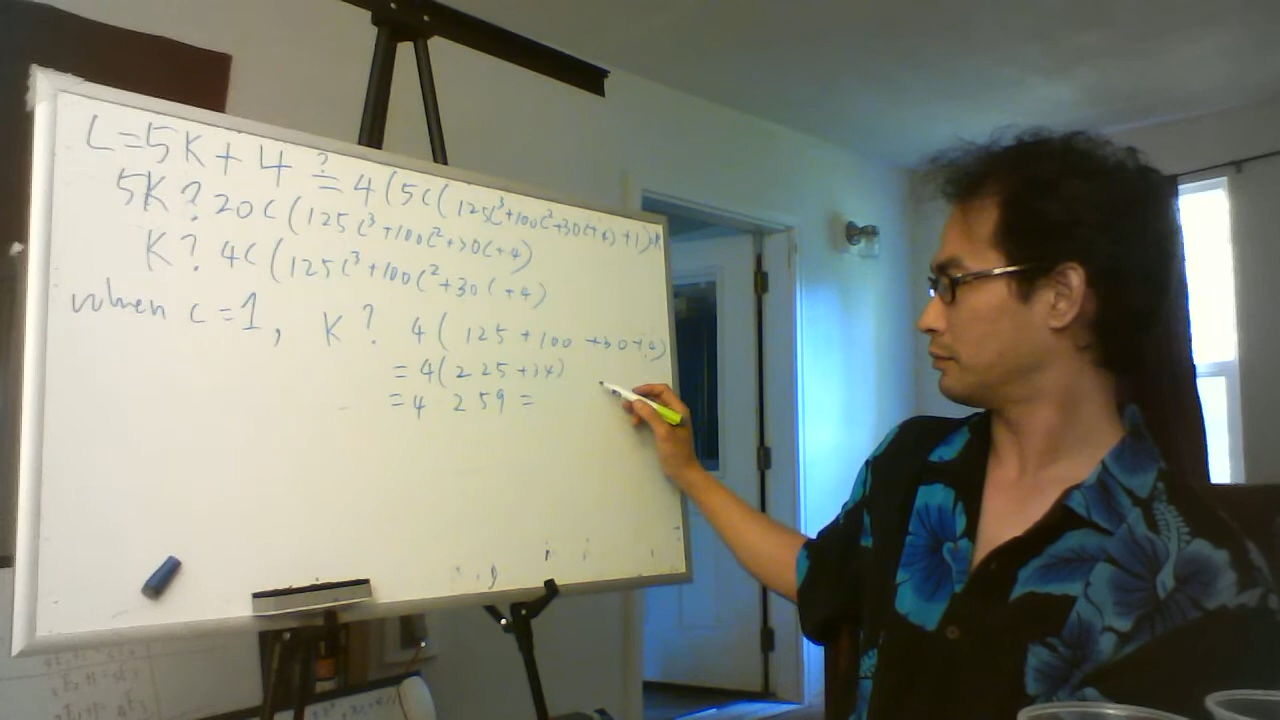 L=5K+4 ?= 4(5C(125C³+100C²+30C+4)+1)
5K ? 20C(125C³+100C²+30C+4)
K ? 4C(125C³+100C²+30C+4)
when C=1, K ? 4(125+100+30+4)
=4(225+34)
=4 259 =